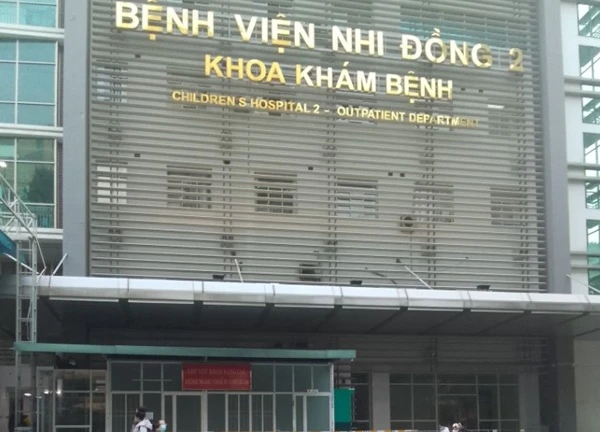 BỆNH VIỆN NHI ĐỒNG 2
KHOA KHÁM BỆNH
CHILDREN'S HOSPITAL 2 - OUTPATIENT DEPARTMENT